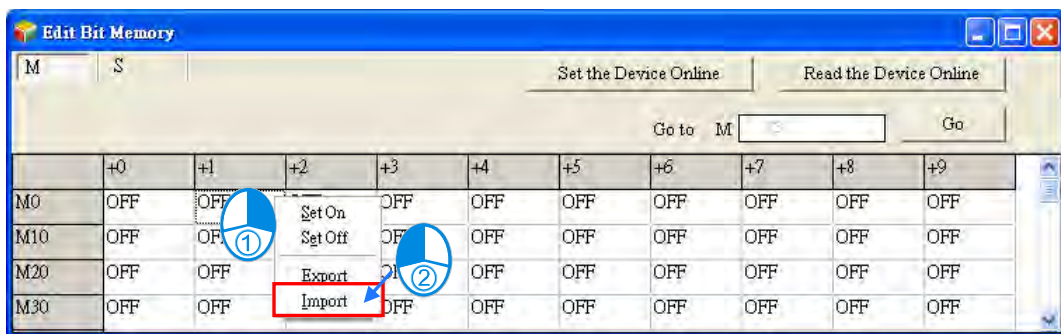 Edit Bit Memory
M S Set the Device Online Read the Device Online
Go to M Go
+0 +1 +2 +3 +4 +5 +6 +7 +8 +9
M0 OFF OFF OFF OFF OFF OFF OFF OFF OFF
Set On
M10 OFF OFF OFF OFF OFF OFF OFF OFF
① Set Off
M20 OFF OFF OFF OFF OFF OFF OFF OFF
Export ②
M30 OFF OFF OFF OFF OFF OFF OFF OFF OFF
Import